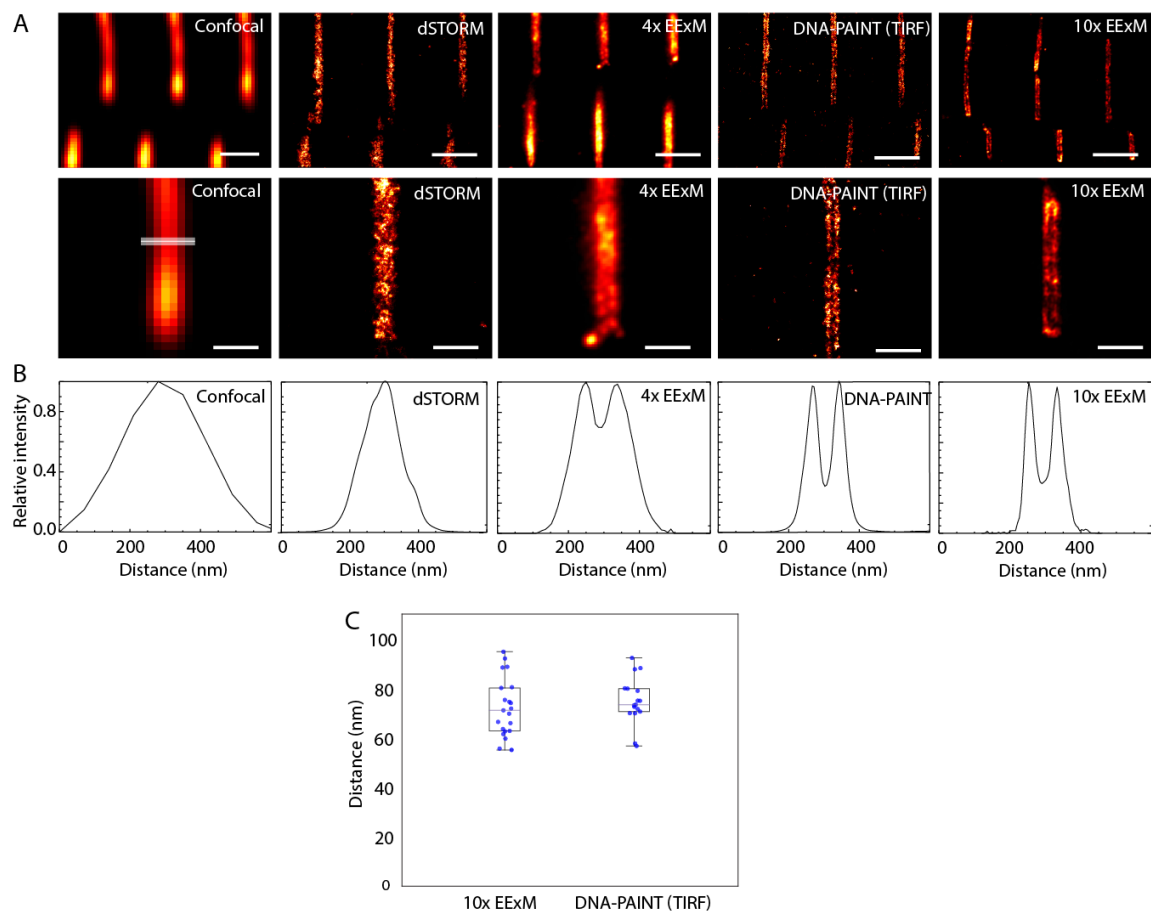 A
Confocal
dSTORM
4x EExM
DNA-PAINT (TIRF)
10x EExM
Confocal
dSTORM
4x EExM
DNA-PAINT (TIRF)
10x EExM
B
Relative intensity
0.8
0.4
0.0
Confocal
dSTORM
4x EExM
DNA-PAINT
10x EExM
0 200 400
0 200 400
0 200 400
0 200 400
0 200 400
Distance (nm)
Distance (nm)
Distance (nm)
Distance (nm)
Distance (nm)
C
Distance (nm)
100
80
60
40
20
0
10x EExM
DNA-PAINT (TIRF)